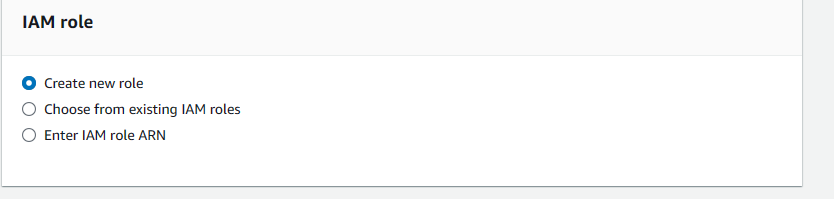 IAM role
Create new role
Choose from existing IAM roles
Enter IAM role ARN